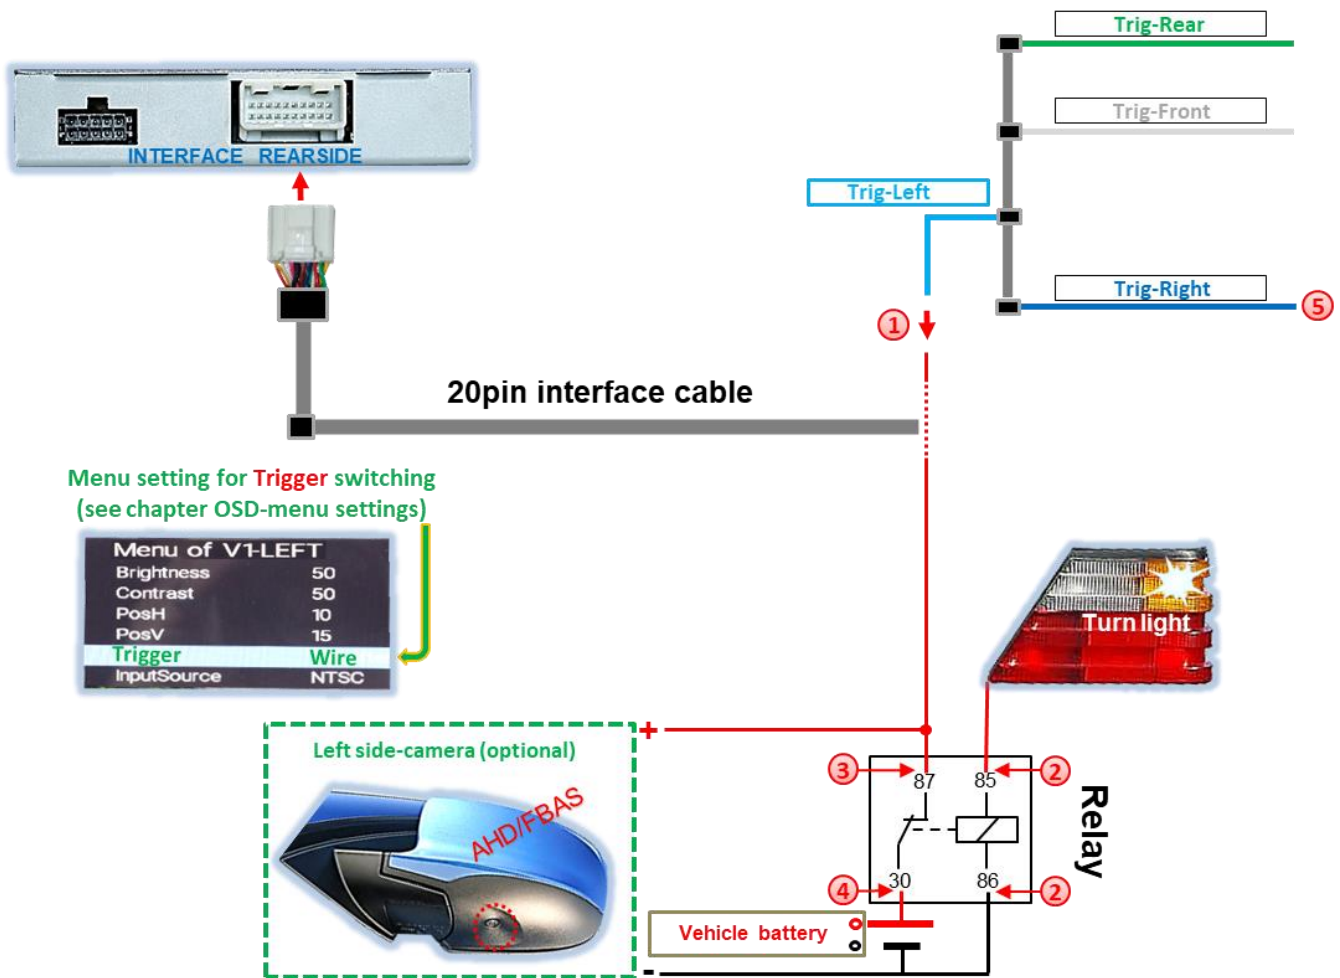 Trig-Rear
Trig-Front
INTERFACE REARSIDE
Trig-Left
Trig-Right
5
1
20pin interface cable
Menu setting for Trigger switching
(see chapter OSD-menu settings)
Menu of V1-LEFT
Brightness 50
Contrast 50
PosH 10
PosV 15
Trigger Wire
InputSource NTSC
Turn light
+
Left side-camera (optional)
AHD/FBAS
3
87
85
2
Relay
4
30
86
2
Vehicle battery
-